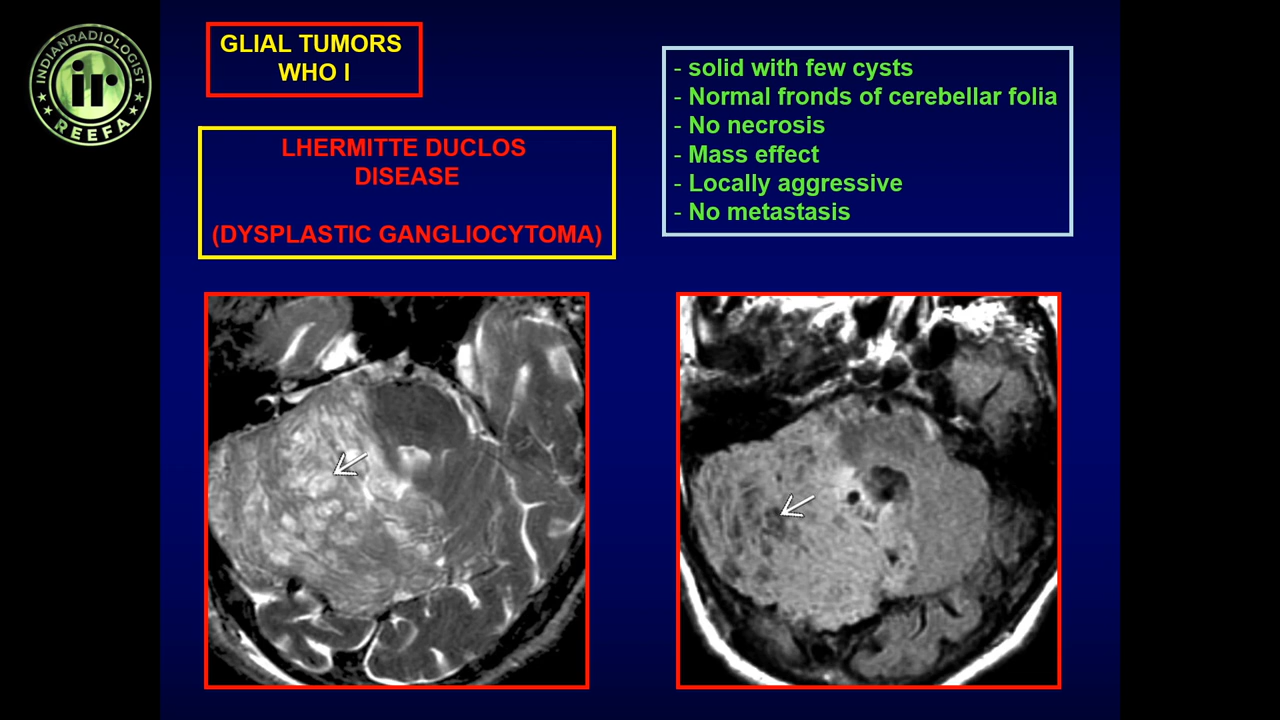 INDIANRADIOLOGIST
ir
REEFA
GLIAL TUMORS
WHO I
LHERMITTE DUCLOS
DISEASE
(DYSPLASTIC GANGLIOCYTOMA)
- solid with few cysts
- Normal fronds of cerebellar folia
- No necrosis
- Mass effect
- Locally aggressive
- No metastasis